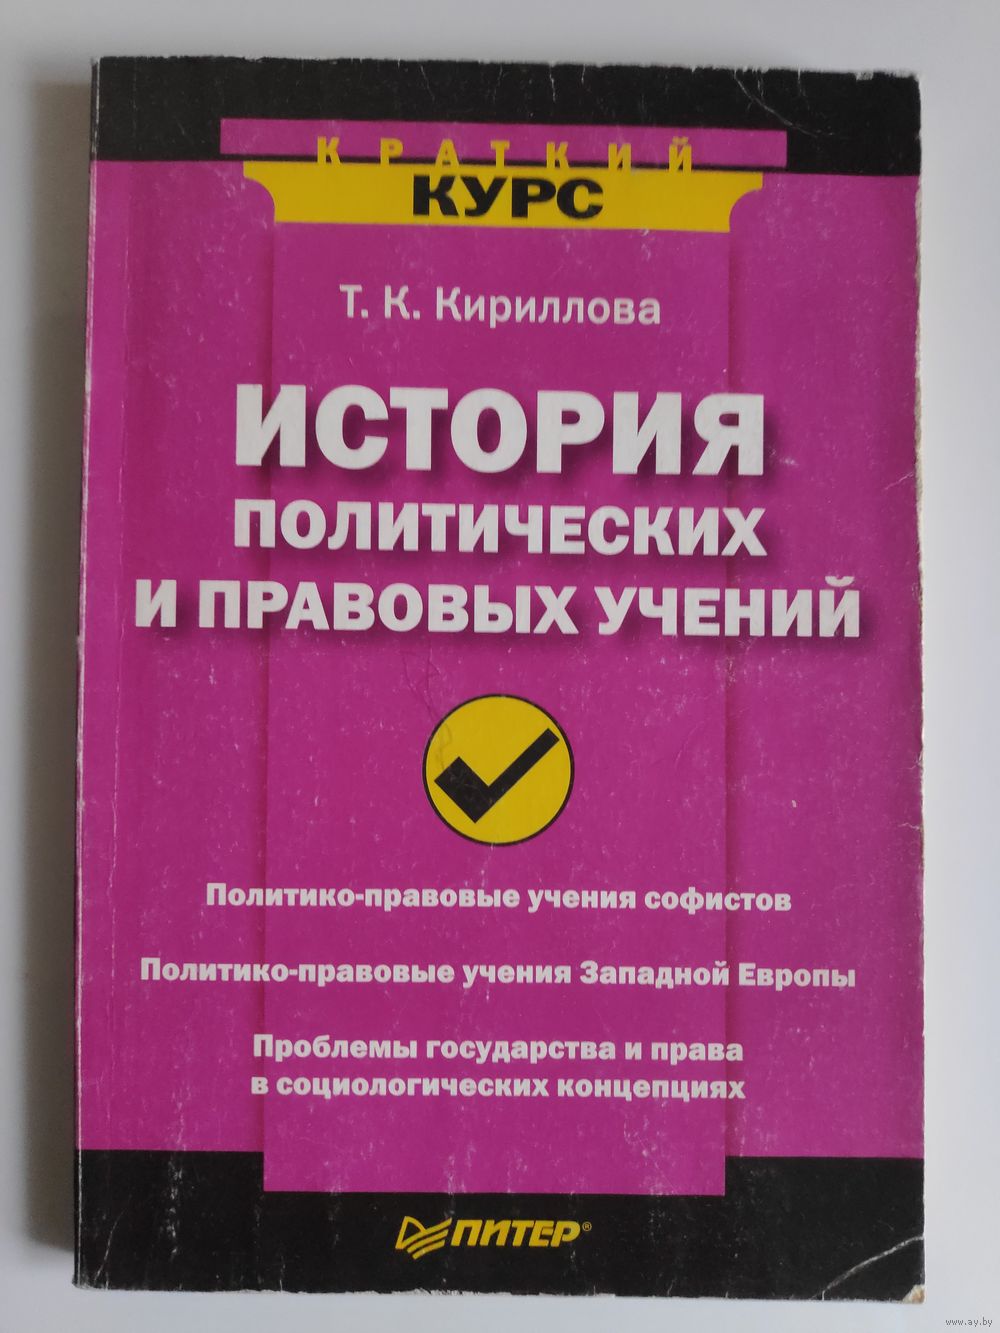 КРАТКИЙ
КУРС
Т. К. Кириллова
ИСТОРИЯ
ПОЛИТИЧЕСКИХ
И ПРАВОВЫХ УЧЕНИЙ
Политико-правовые учения софистов
Политико-правовые учения Западной Европы
Проблемы государства и права
в социологических концепциях
ПИТЕР®
www.ay.by